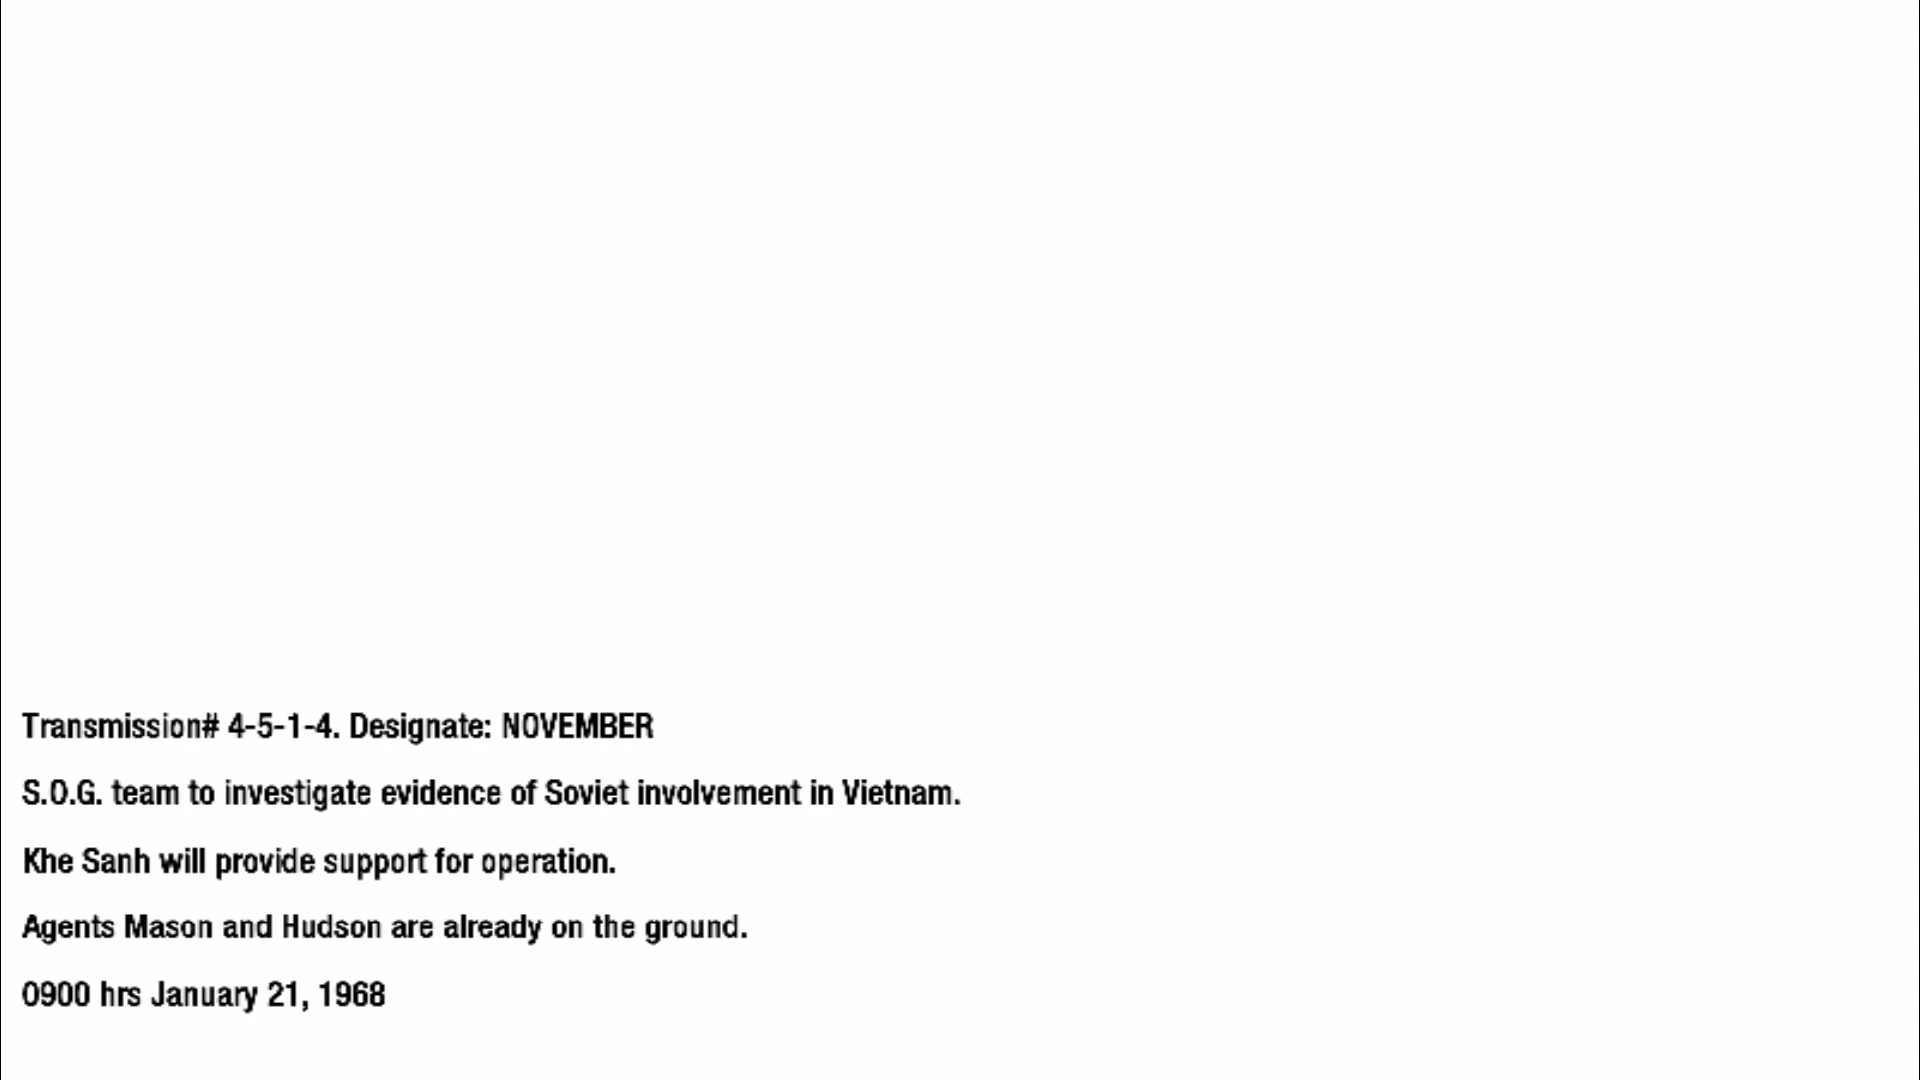 Transmission# 4-5-1-4. Designate: NOVEMBER
S.O.G. team to investigate evidence of Soviet involvement in Vietnam.
Khe Sanh will provide support for operation.
Agents Mason and Hudson are already on the ground.
0900 hrs January 21, 1968